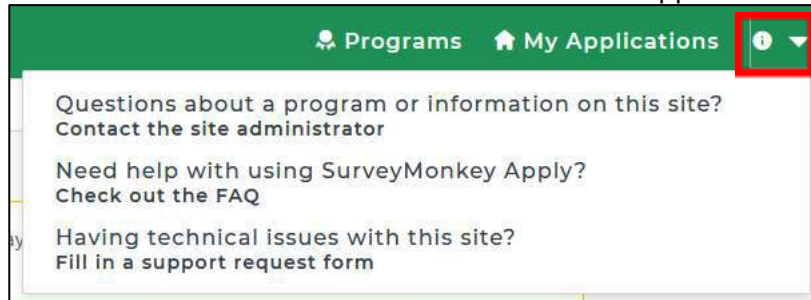 Programs My Applications
Questions about a program or information on this site?
Contact the site administrator
Need help with using SurveyMonkey Apply?
Check out the FAQ
Having technical issues with this site?
Fill in a support request form